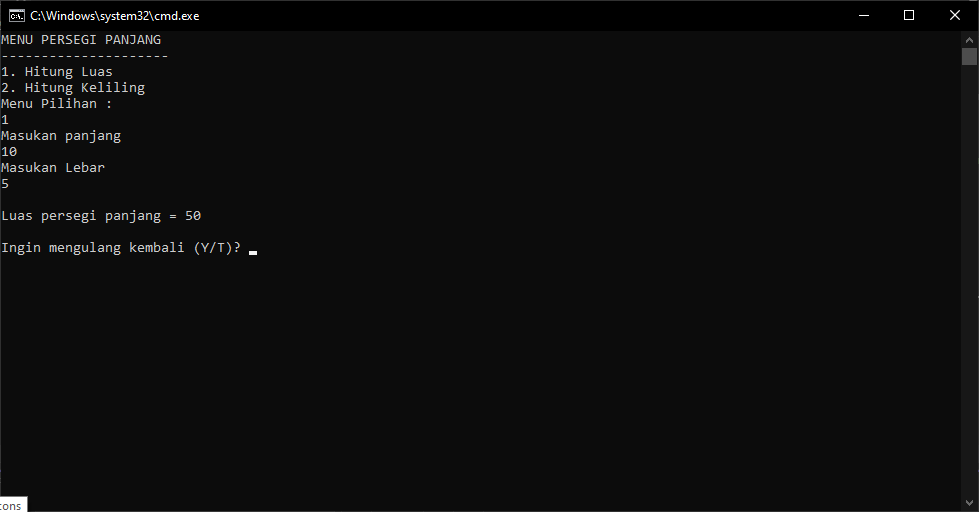 C:\Windows\system32\cmd.exe
MENU PERSEGI PANJANG
---------------------
1. Hitung Luas
2. Hitung Keliling
Menu Pilihan :
1
Masukan panjang
10
Masukan Lebar
5
Luas persegi panjang = 50
Ingin mengulang kembali (Y/T)?